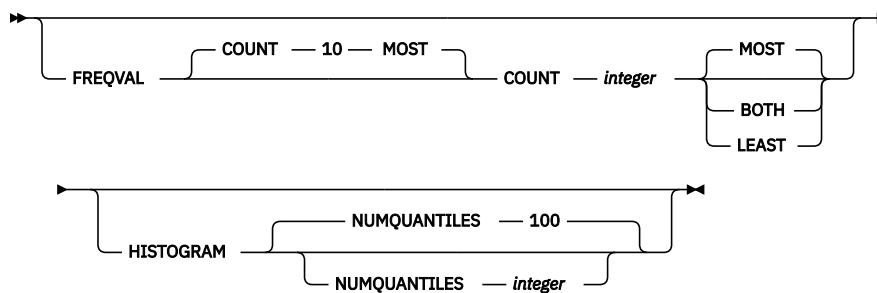 COUNT 10 MOST MOST
FREQVAL COUNT integer
BOTH
LEAST
NUMQUANTILES 100
HISTOGRAM
NUMQUANTILES integer